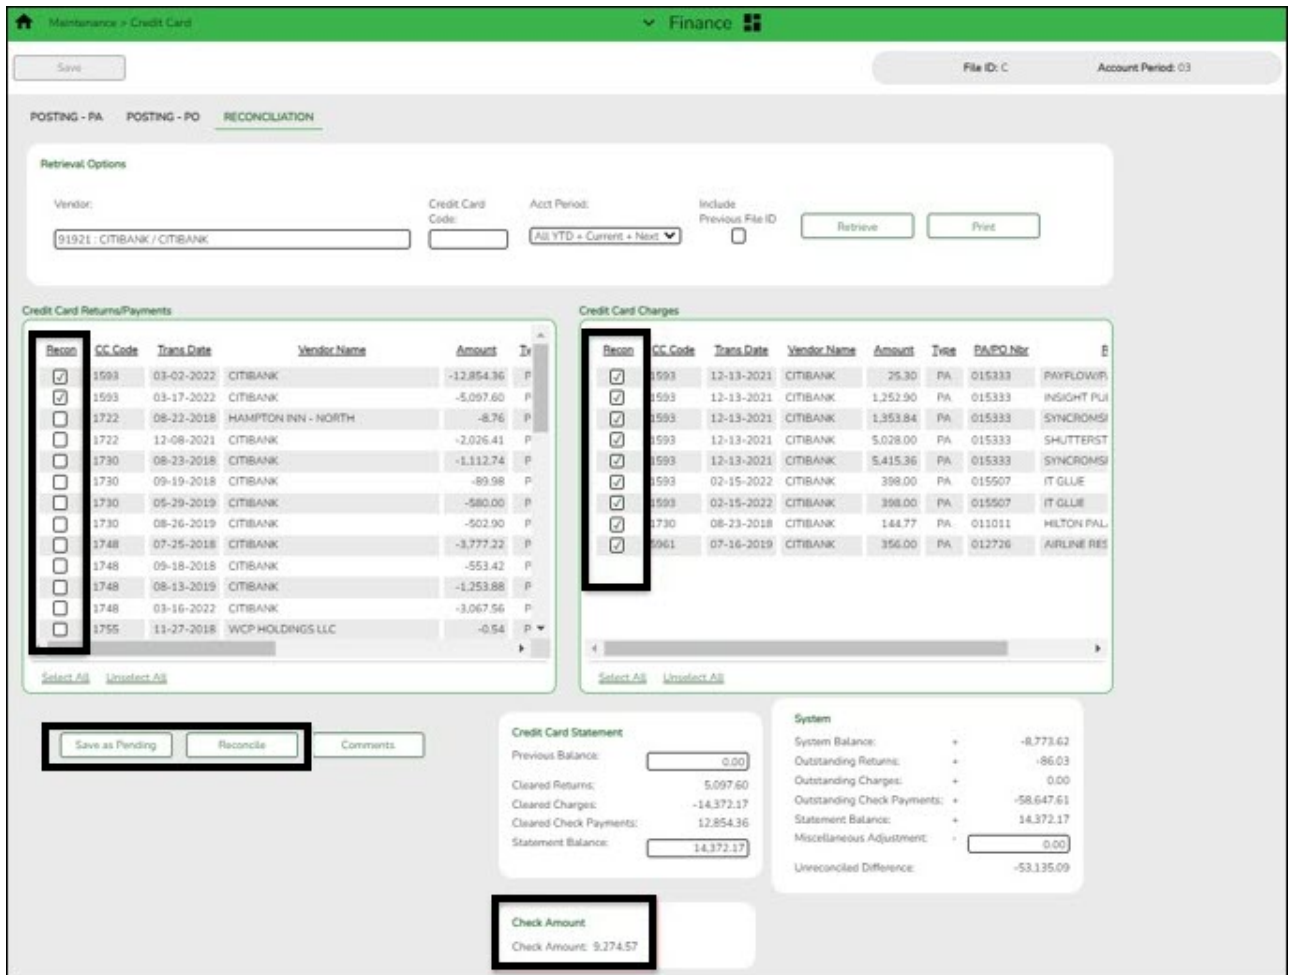 Maintenance > Credit Card
Finance
Save
File ID: C
Account Period: 03
POSTING - PA POSTING - PO RECONCILIATION
Retrieval Options
Vendor:
Credit Card Code:
Acct Period:
Include Previous File ID
91921 : CITIBANK / CITIBANK
All YTD + Current + Next
Retrieve
Print
Credit Card Returns/Payments
Recon CC Code Trans Date Vendor Name Amount Ty
1593 03-02-2022 CITIBANK -12,854.36 P
1593 03-17-2022 CITIBANK -5,097.60 P
1722 08-22-2018 HAMPTON INN - NORTH -8.76 P
1722 12-08-2021 CITIBANK -2,026.41 P
1730 08-23-2018 CITIBANK -1,112.74 P
1730 09-19-2018 CITIBANK -89.98 P
1730 05-29-2019 CITIBANK -580.00 P
1730 08-26-2019 CITIBANK -502.90 P
1748 07-25-2018 CITIBANK -3,777.22 P
1748 09-18-2018 CITIBANK -553.42 P
1748 08-13-2019 CITIBANK -1,253.88 P
1748 03-16-2022 CITIBANK -3,067.56 P
1755 11-27-2018 WCP HOLDINGS LLC -0.54 P
Select All Unselect All
Credit Card Charges
Recon CC Code Trans Date Vendor Name Amount Type PA/PO Nbr
1593 12-13-2021 CITIBANK 25.30 PA 015333 PAYFLOW/P
1593 12-13-2021 CITIBANK 1,252.90 PA 015333 INSIGHT PU
1593 12-13-2021 CITIBANK 1,353.84 PA 015333 SYNCROMS
1593 12-13-2021 CITIBANK 5,028.00 PA 015333 SHUTTERST
1593 12-13-2021 CITIBANK 5,415.36 PA 015333 SYNCROMS
1593 02-15-2022 CITIBANK 398.00 PA 015507 IT GLUE
1593 02-15-2022 CITIBANK 398.00 PA 015507 IT GLUE
1730 08-23-2018 CITIBANK 144.77 PA 011011 HILTON PAL
5961 07-16-2019 CITIBANK 356.00 PA 012726 AIRLINE RES
Select All Unselect All
Save as Pending
Reconcile
Comments
Credit Card Statement
Previous Balance: 0.00
Cleared Returns: 5,097.60
Cleared Charges: -14,372.17
Cleared Check Payments: 12,854.36
Statement Balance: 14,372.17
System
System Balance: + -8,773.62
Outstanding Returns: + -86.03
Outstanding Charges: + 0.00
Outstanding Check Payments: + -58,647.61
Statement Balance: + 14,372.17
Miscellaneous Adjustment: - 0.00
Unreconciled Difference: -53,135.09
Check Amount
Check Amount: 9,274.57